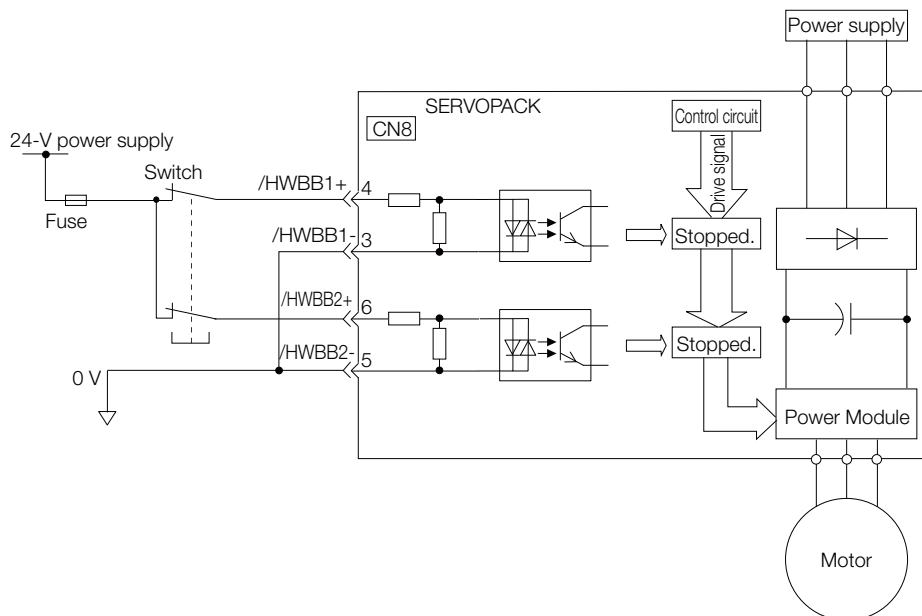 Power supply
SERVOPACK
CN8
Control circuit
24-V power supply
Switch
Fuse
/HWBB1+
4
Drive signal
/HWBB1-
3
Stopped.
/HWBB2+
6
/HWBB2-
5
Stopped.
0 V
Power Module
Motor